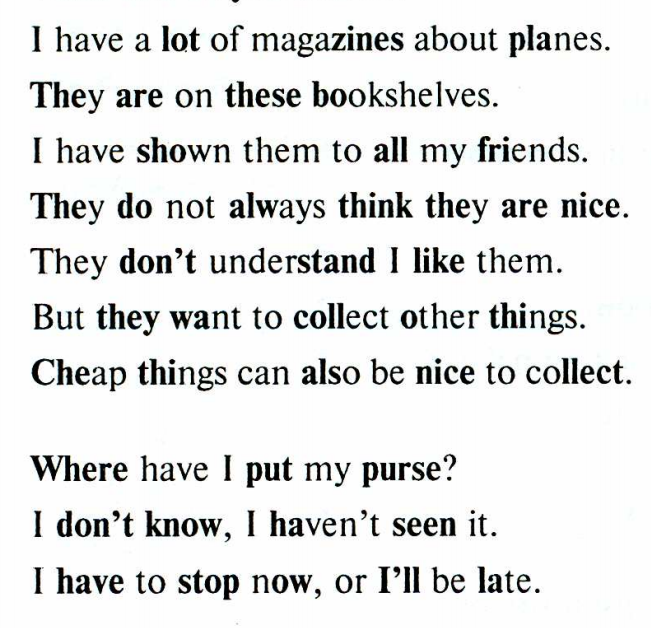 I have a lot of magazines about planes.
They are on these bookshelves.
I have shown them to all my friends.
They do not always think they are nice.
They don't understand I like them.
But they want to collect other things.
Cheap things can also be nice to collect.
Where have I put my purse?
I don't know, I haven't seen it.
I have to stop now, or I'll be late.